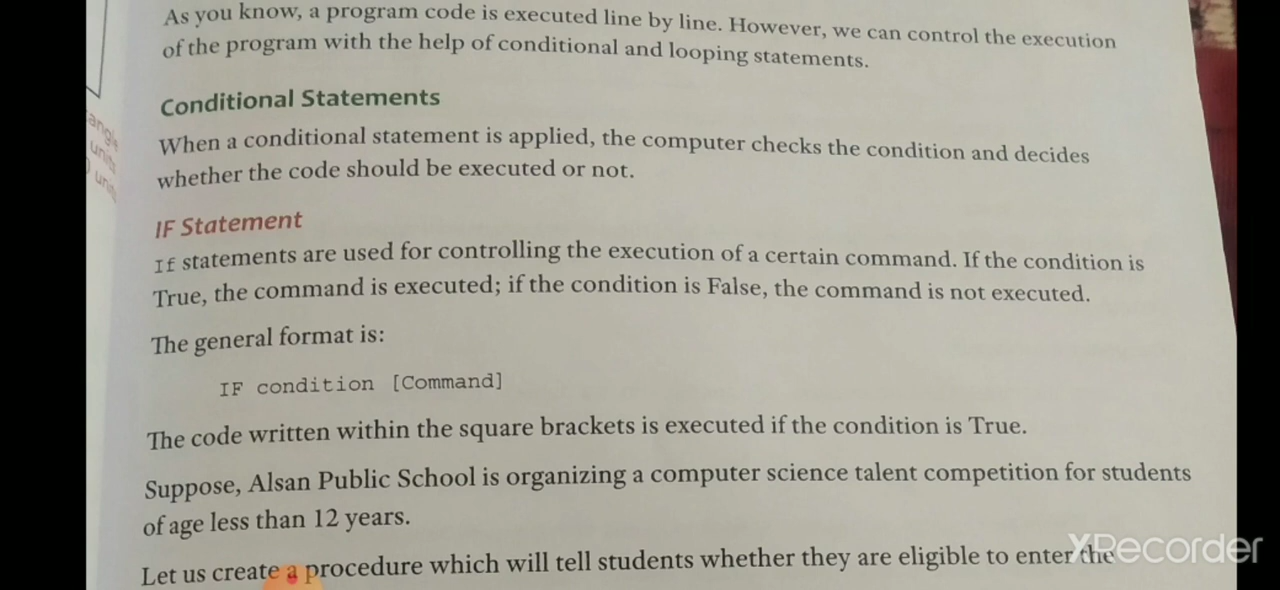 As you know, a program code is executed line by line. However, we can control the execution
of the program with the help of conditional and looping statements.
Conditional Statements
When a conditional statement is applied, the computer checks the condition and decides
whether the code should be executed or not.
IF Statement
If statements are used for controlling the execution of a certain command. If the condition is
True, the command is executed; if the condition is False, the command is not executed.
The general format is:
IF condition [Command]
The code written within the square brackets is executed if the condition is True.
Suppose, Alsan Public School is organizing a computer science talent competition for students
of age less than 12 years.
Let us create a procedure which will tell students whether they are eligible to enter the
XRecorder
units